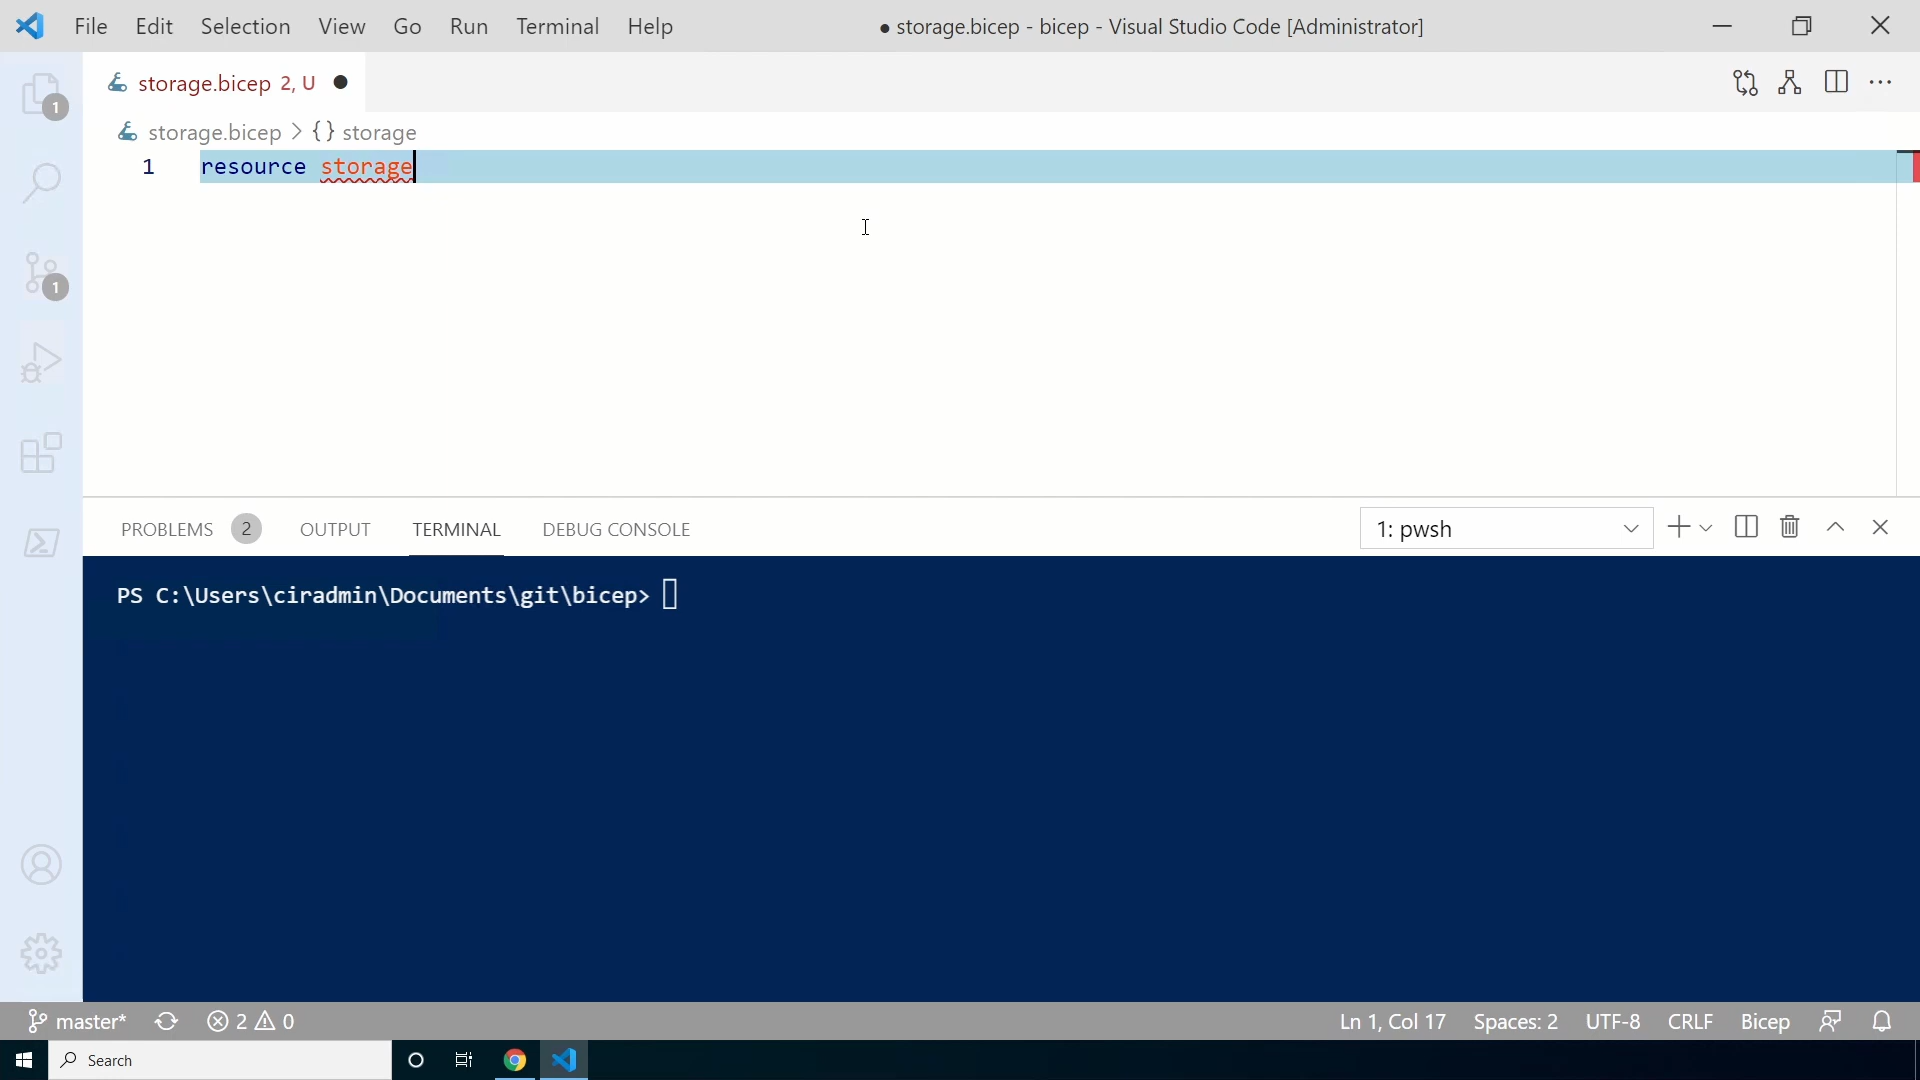 File Edit Selection View Go Run Terminal Help ● storage.bicep - bicep - Visual Studio Code [Administrator]
storage.bicep 2, U ●
storage.bicep > {} storage
1 resource storage
1
1
PROBLEMS 2 OUTPUT TERMINAL DEBUG CONSOLE 1: pwsh
PS C:\Users\ciradmin\Documents\git\bicep>
master* 2 0 Ln 1, Col 17 Spaces: 2 UTF-8 CRLF Bicep
Search